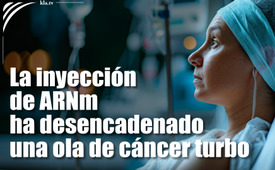 kla.tv
La inyección
de ARNm
ha desencadenado
una ola de cáncer turbo